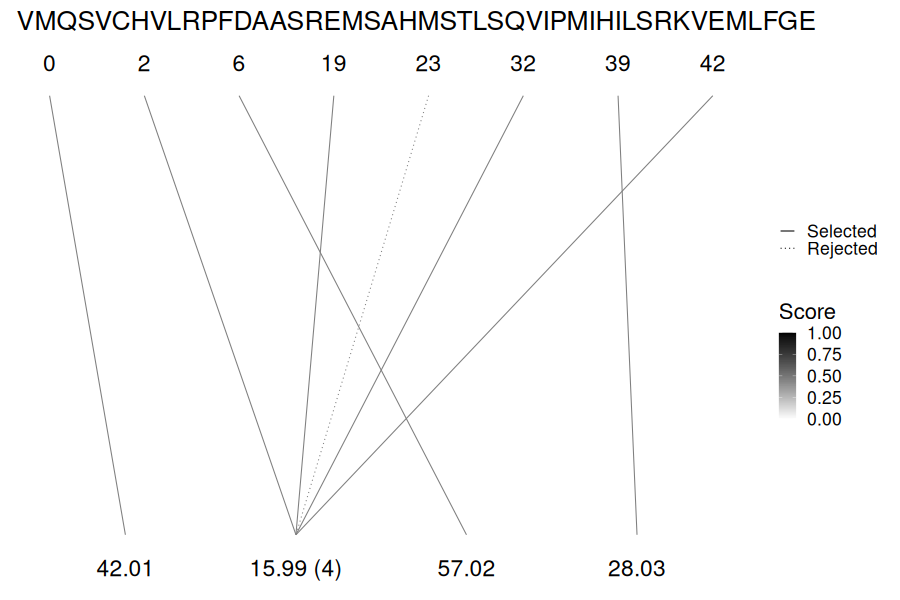 VMQSVCHVLRPFDAASREMSAHMSTLSQVIPMIHILSRKVEMLFGE
0 2 6 19 23 32 39 42
Selected
Rejected
Score
1.00
0.75
0.50
0.25
0.00
42.01 15.99 (4) 57.02 28.03